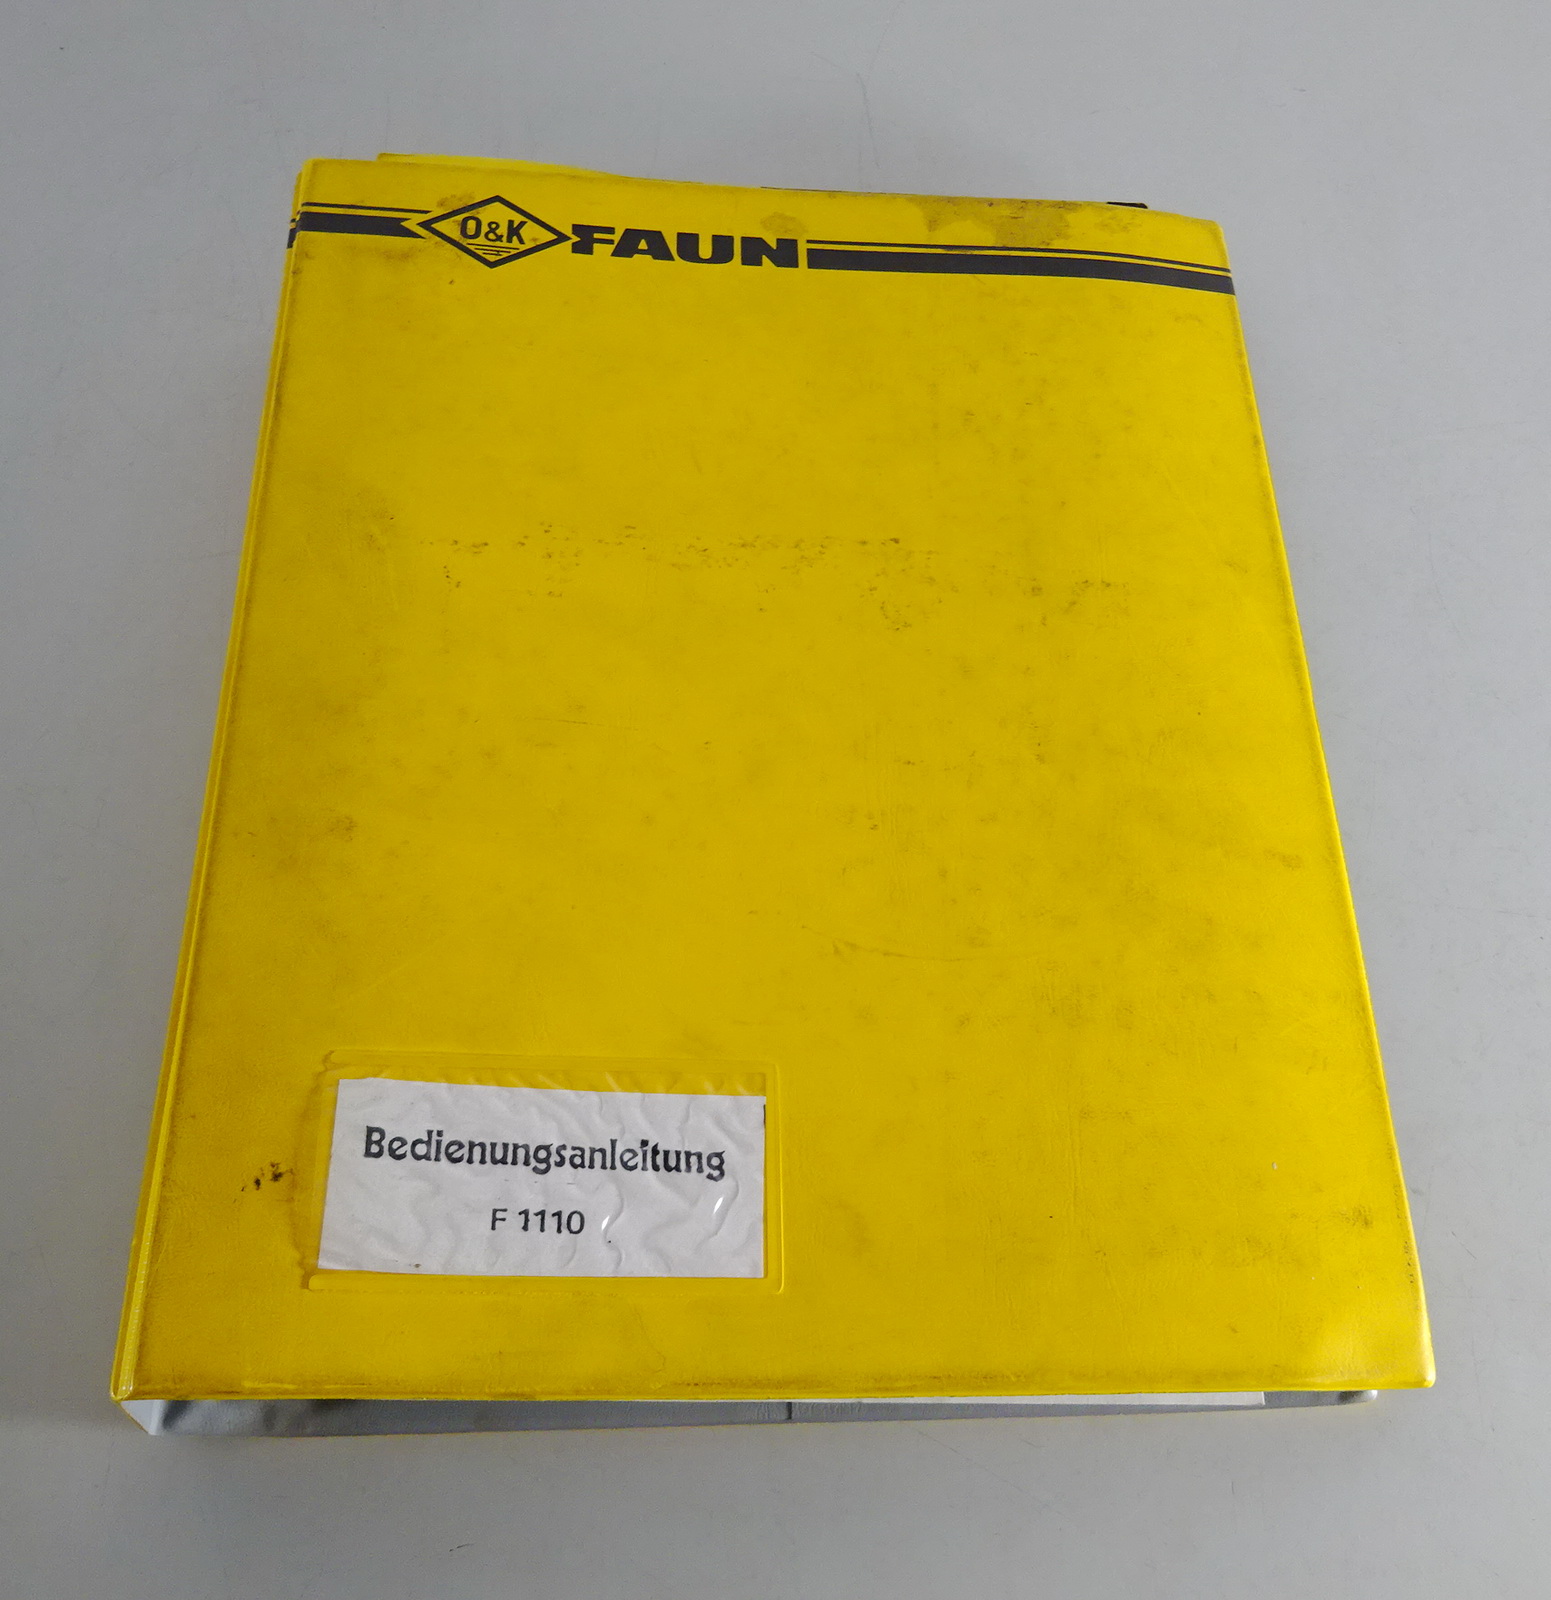 O&K FAUN
Bedienungsanleitung
F 1110